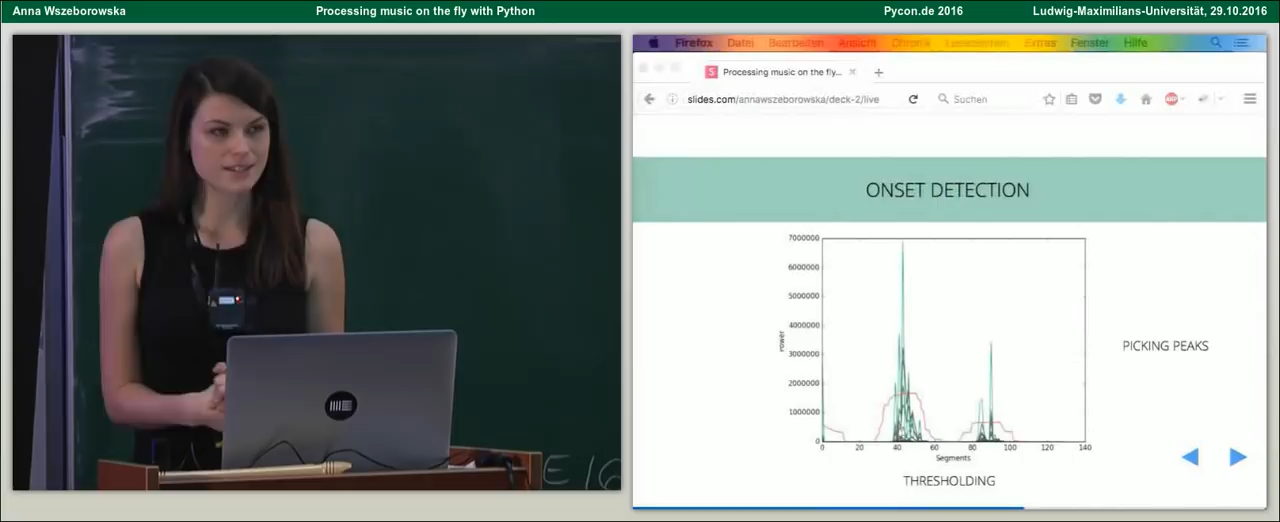 Anna Wszeborowska Processing music on the fly with Python Pycon.de 2016 Ludwig-Maximilians-Universität, 29.10.2016
Firefox Datei Bearbeiten Ansicht Chronik Lesezeichen Extras Fenster Hilfe
S Processing music on the fly...
slides.com/annawszeborowska/deck-2/live Suchen
ONSET DETECTION
7000000
6000000
5000000
4000000
3000000
2000000
1000000
0
Power
0 20 40 60 80 100 120 140
Segments
PICKING PEAKS
THRESHOLDING
E 16